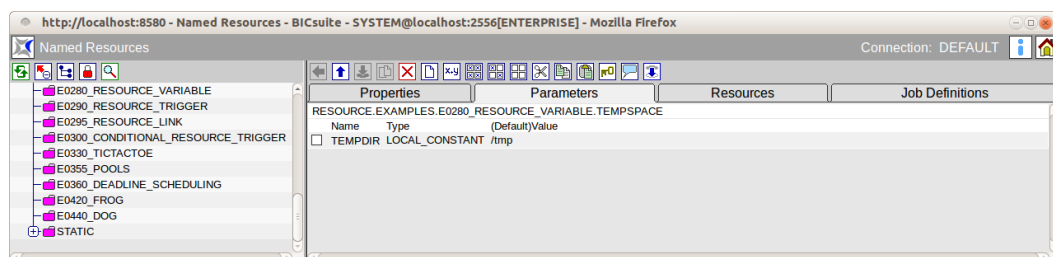 http://localhost:8580 - Named Resources - BICsuite - SYSTEM@localhost:2556[ENTERPRISE] - Mozilla Firefox
Named Resources Connection: DEFAULT
x,y
Properties Parameters Resources Job Definitions
E0280_RESOURCE_VARIABLE
E0290_RESOURCE_TRIGGER
E0295_RESOURCE_LINK
E0300_CONDITIONAL_RESOURCE_TRIGGER
E0330_TICTACTOE
E0355_POOLS
E0360_DEADLINE_SCHEDULING
E0420_FROG
E0440_DOG
STATIC
RESOURCE.EXAMPLES.E0280_RESOURCE_VARIABLE.TEMPSPACE
Name Type (Default)Value
TEMPDIR LOCAL_CONSTANT /tmp